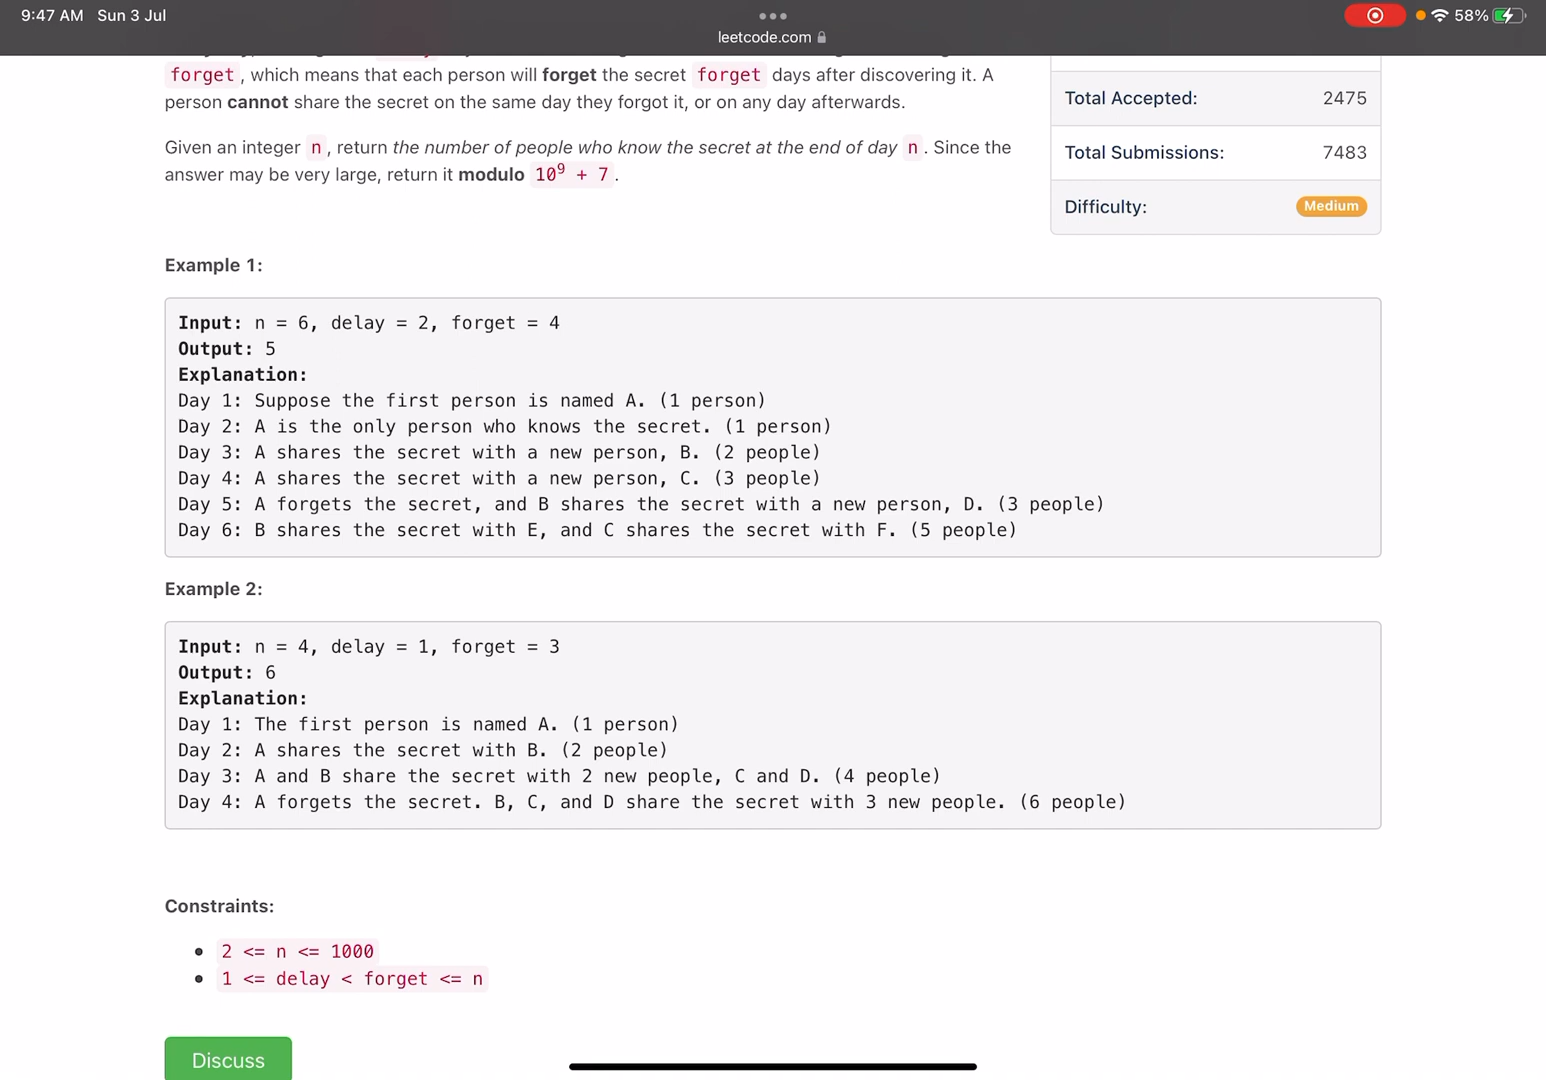 9:47 AM Sun 3 Jul
leetcode.com
58%
forget , which means that each person will forget the secret forget days after discovering it. A
person cannot share the secret on the same day they forgot it, or on any day afterwards.
Given an integer n , return the number of people who know the secret at the end of day n . Since the
answer may be very large, return it modulo 10⁹ + 7 .
Total Accepted: 2475
Total Submissions: 7483
Difficulty: Medium
Example 1:
Input: n = 6, delay = 2, forget = 4
Output: 5
Explanation:
Day 1: Suppose the first person is named A. (1 person)
Day 2: A is the only person who knows the secret. (1 person)
Day 3: A shares the secret with a new person, B. (2 people)
Day 4: A shares the secret with a new person, C. (3 people)
Day 5: A forgets the secret, and B shares the secret with a new person, D. (3 people)
Day 6: B shares the secret with E, and C shares the secret with F. (5 people)
Example 2:
Input: n = 4, delay = 1, forget = 3
Output: 6
Explanation:
Day 1: The first person is named A. (1 person)
Day 2: A shares the secret with B. (2 people)
Day 3: A and B share the secret with 2 new people, C and D. (4 people)
Day 4: A forgets the secret. B, C, and D share the secret with 3 new people. (6 people)
Constraints:
2 <= n <= 1000
1 <= delay < forget <= n
Discuss